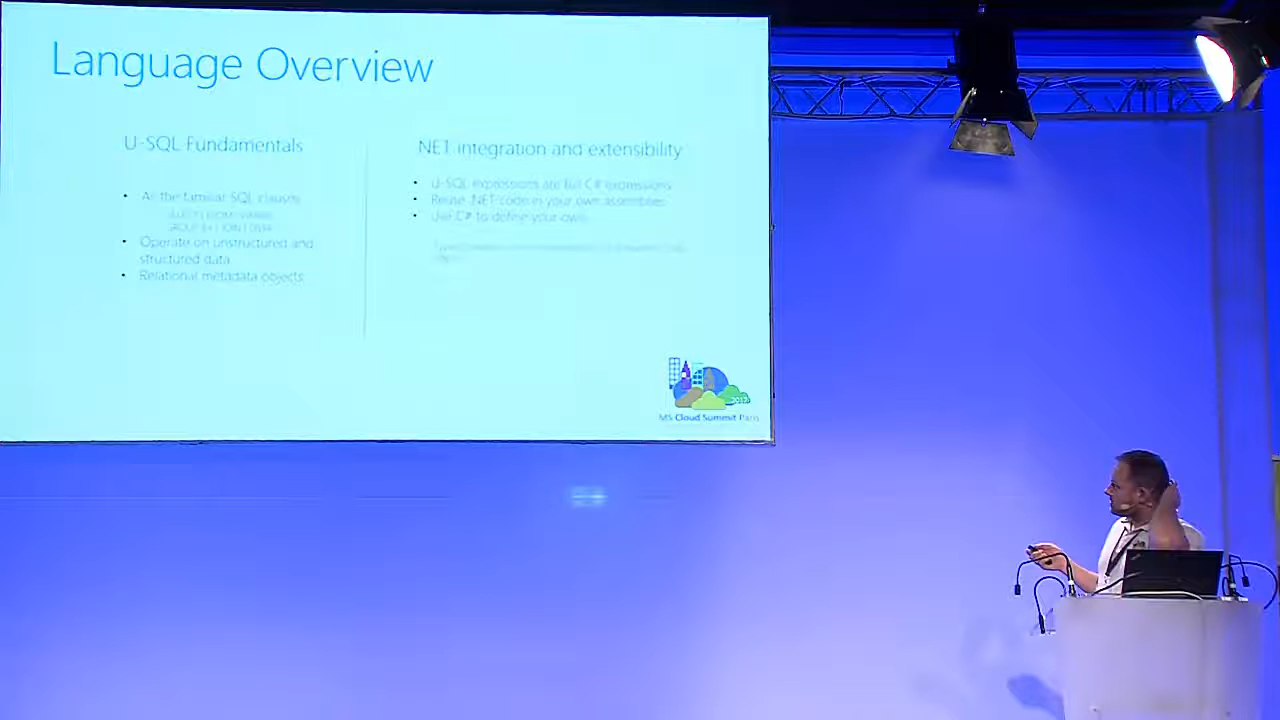 Language Overview
U-SQL Fundamentals
• All the familiar SQL clauses
• Operate on unstructured and
structured data
• Relational metadata objects
.NET integration and extensibility
• U-SQL expressions are full C# expressions
• Reuse .NET code in your own assemblies
• Use C# to define your own
2017
MS Cloud Summit Paris